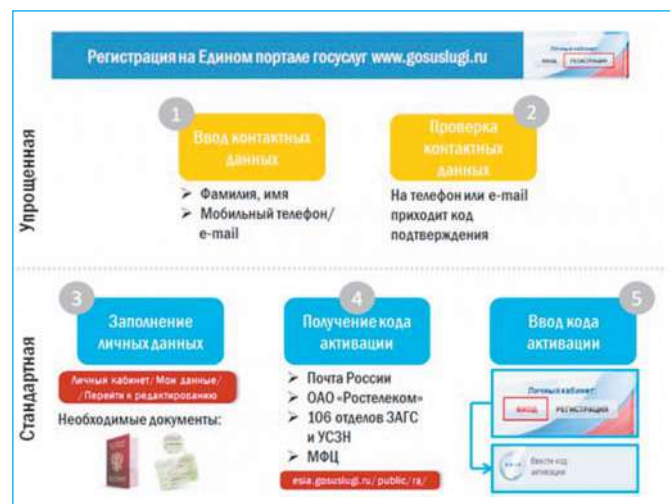 Регистрация на Едином портале госуслуг www.gosuslugi.ru
Личный кабинет:
ВХОД РЕГИСТРАЦИЯ
Упрощенная
1
Ввод контактных
данных
➤ Фамилия, имя
➤ Мобильный телефон/
e-mail
2
Проверка
контактных
данных
На телефон или e-mail
приходит код
подтверждения
Стандартная
3
Заполнение
личных данных
Личный кабинет/ Мои данные/
/Перейти к редактированию
Необходимые документы:
4
Получение кода
активации
➤ Почта России
➤ ОАО «Ростелеком»
➤ 106 отделов ЗАГС
и УСЗН
➤ МФЦ
esia.gosuslugi.ru/ public/ ra/
5
Ввод кода
активации
Личный кабинет:
ВХОД РЕГИСТРАЦИЯ
Ввести код
активации